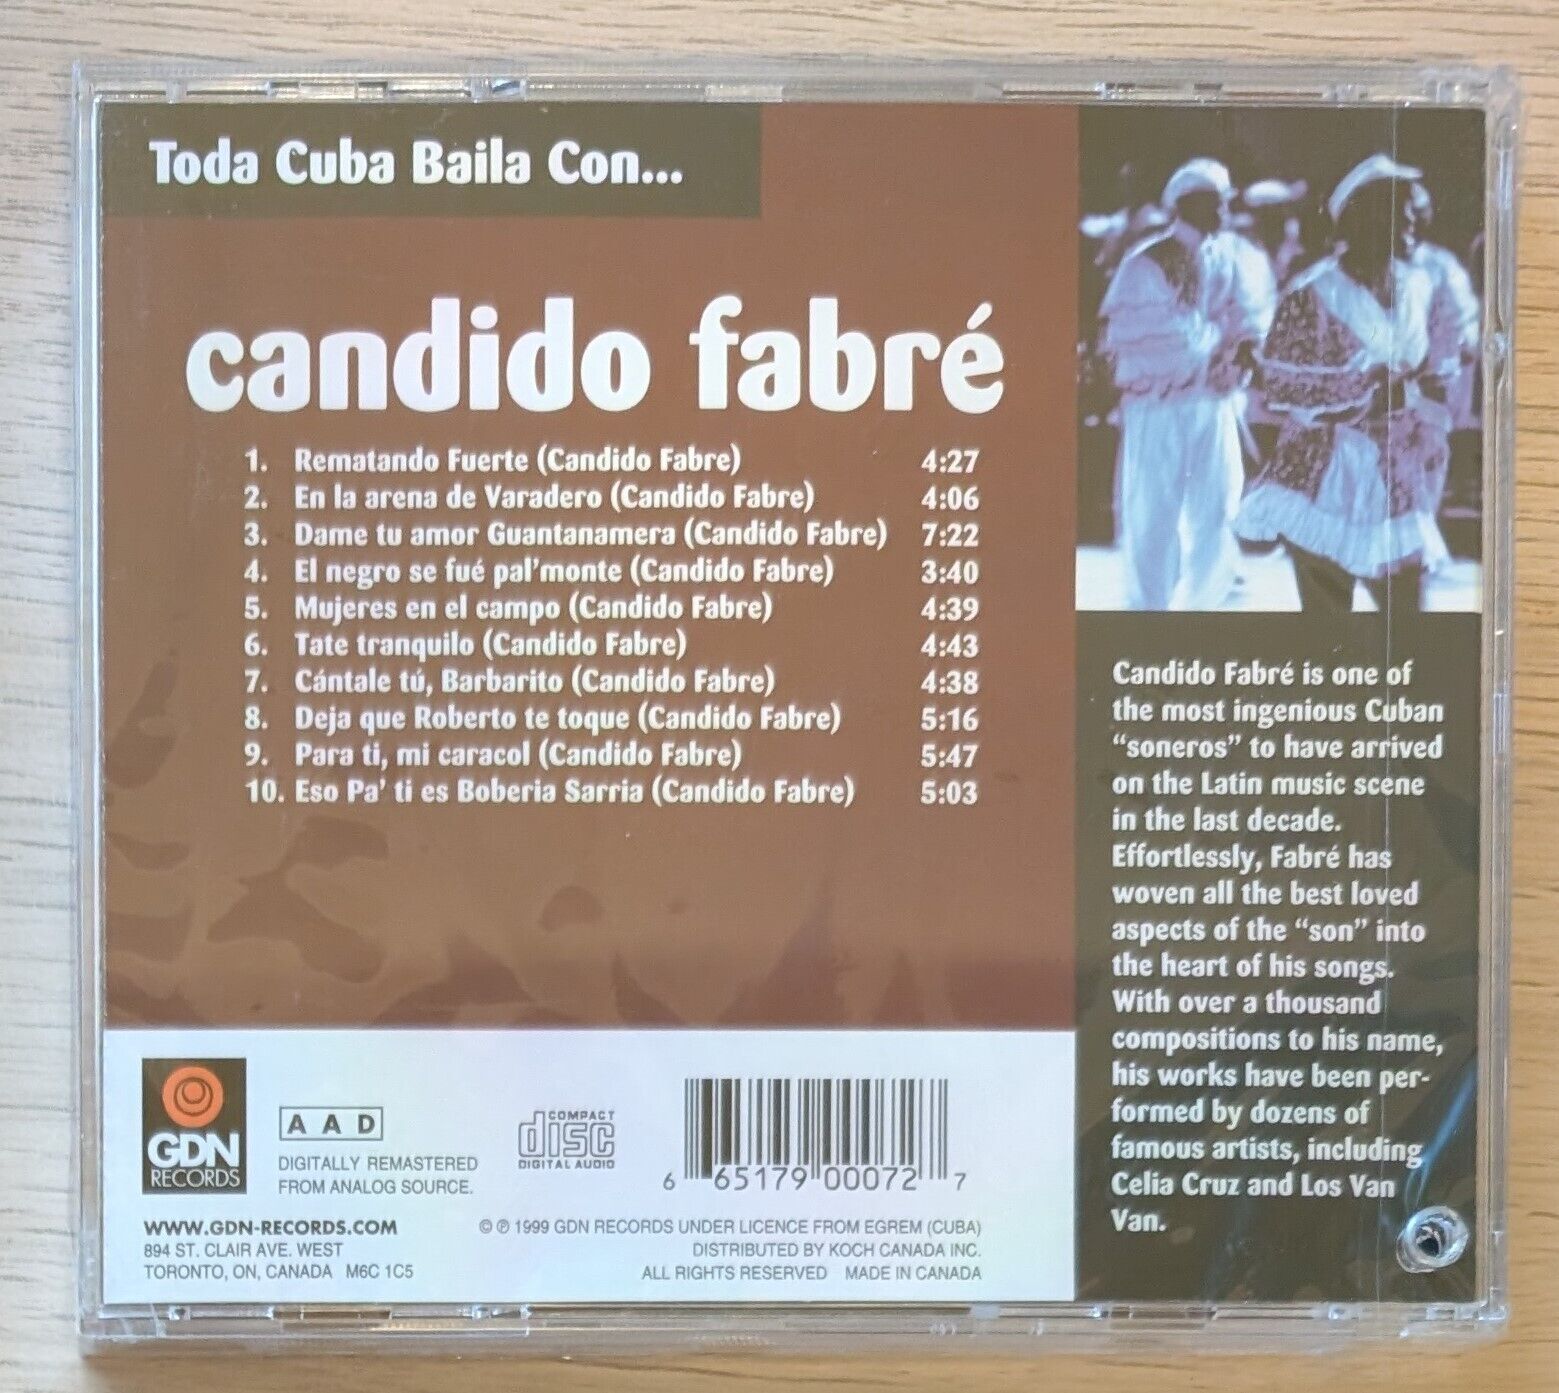 Toda Cuba Baila Con...
candido fabré
1. Rematando Fuerte (Candido Fabre) 4:27
2. En la arena de Varadero (Candido Fabre) 4:06
3. Dame tu amor Guantanamera (Candido Fabre) 7:22
4. El negro se fué pal'monte (Candido Fabre) 3:40
5. Mujeres en el campo (Candido Fabre) 4:39
6. Tate tranquilo (Candido Fabre) 4:43
7. Cántale tú, Barbarito (Candido Fabre) 4:38
8. Deja que Roberto te toque (Candido Fabre) 5:16
9. Para ti, mi caracol (Candido Fabre) 5:47
10. Eso Pa' ti es Boberia Sarria (Candido Fabre) 5:03
Candido Fabré is one of
the most ingenious Cuban
“soneros” to have arrived
on the Latin music scene
in the last decade.
Effortlessly, Fabré has
woven all the best loved
aspects of the “son” into
the heart of his songs.
With over a thousand
compositions to his name,
his works have been per-
formed by dozens of
famous artists, including
Celia Cruz and Los Van
Van.
GDN
RECORDS
AAD
DIGITALLY REMASTERED
FROM ANALOG SOURCE.
COMPACT
disc
DIGITAL AUDIO
6 65179 00072 7
WWW.GDN-RECORDS.COM
894 ST. CLAIR AVE. WEST
TORONTO, ON, CANADA M6C 1C5
© ℗ 1999 GDN RECORDS UNDER LICENCE FROM EGREM (CUBA)
DISTRIBUTED BY KOCH CANADA INC.
ALL RIGHTS RESERVED MADE IN CANADA